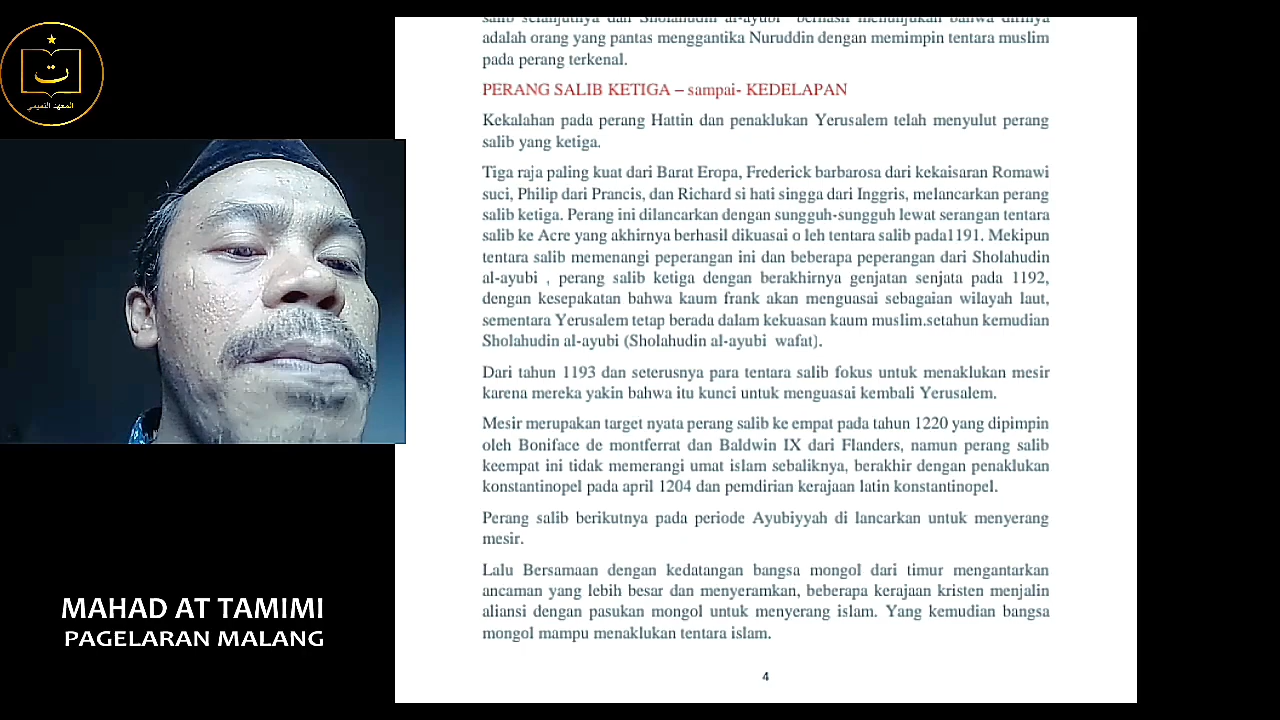 salib selanjutnya dan Sholahudin al-ayubi berhasil menunjukan bahwa dirinya
adalah orang yang pantas menggantika Nuruddin dengan memimpin tentara muslim
pada perang terkenal.
PERANG SALIB KETIGA – sampai- KEDELAPAN
Kekalahan pada perang Hattin dan penaklukan Yerusalem telah menyulut perang
salib yang ketiga.
Tiga raja paling kuat dari Barat Eropa, Frederick barbarosa dari kekaisaran Romawi
suci, Philip dari Prancis, dan Richard si hati singga dari Inggris, melancarkan perang
salib ketiga. Perang ini dilancarkan dengan sungguh-sungguh lewat serangan tentara
salib ke Acre yang akhirnya berhasil dikuasai o leh tentara salib pada1191. Mekipun
tentara salib memenangi peperangan ini dan beberapa peperangan dari Sholahudin
al-ayubi , perang salib ketiga dengan berakhirnya genjatan senjata pada 1192,
dengan kesepakatan bahwa kaum frank akan menguasai sebagaian wilayah laut,
sementara Yerusalem tetap berada dalam kekuasan kaum muslim.setahun kemudian
Sholahudin al-ayubi (Sholahudin al-ayubi wafat).
Dari tahun 1193 dan seterusnya para tentara salib fokus untuk menaklukan mesir
karena mereka yakin bahwa itu kunci untuk menguasai kembali Yerusalem.
Mesir merupakan target nyata perang salib ke empat pada tahun 1220 yang dipimpin
oleh Boniface de montferrat dan Baldwin IX dari Flanders, namun perang salib
keempat ini tidak memerangi umat islam sebaliknya, berakhir dengan penaklukan
konstantinopel pada april 1204 dan pemdirian kerajaan latin konstantinopel.
Perang salib berikutnya pada periode Ayubiyyah di lancarkan untuk menyerang
mesir.
Lalu Bersamaan dengan kedatangan bangsa mongol dari timur mengantarkan
ancaman yang lebih besar dan menyeramkan, beberapa kerajaan kristen menjalin
aliansi dengan pasukan mongol untuk menyerang islam. Yang kemudian bangsa
mongol mampu menaklukan tentara islam.
4
ت
المعهد التميمي
MAHAD AT TAMIMI
PAGELARAN MALANG